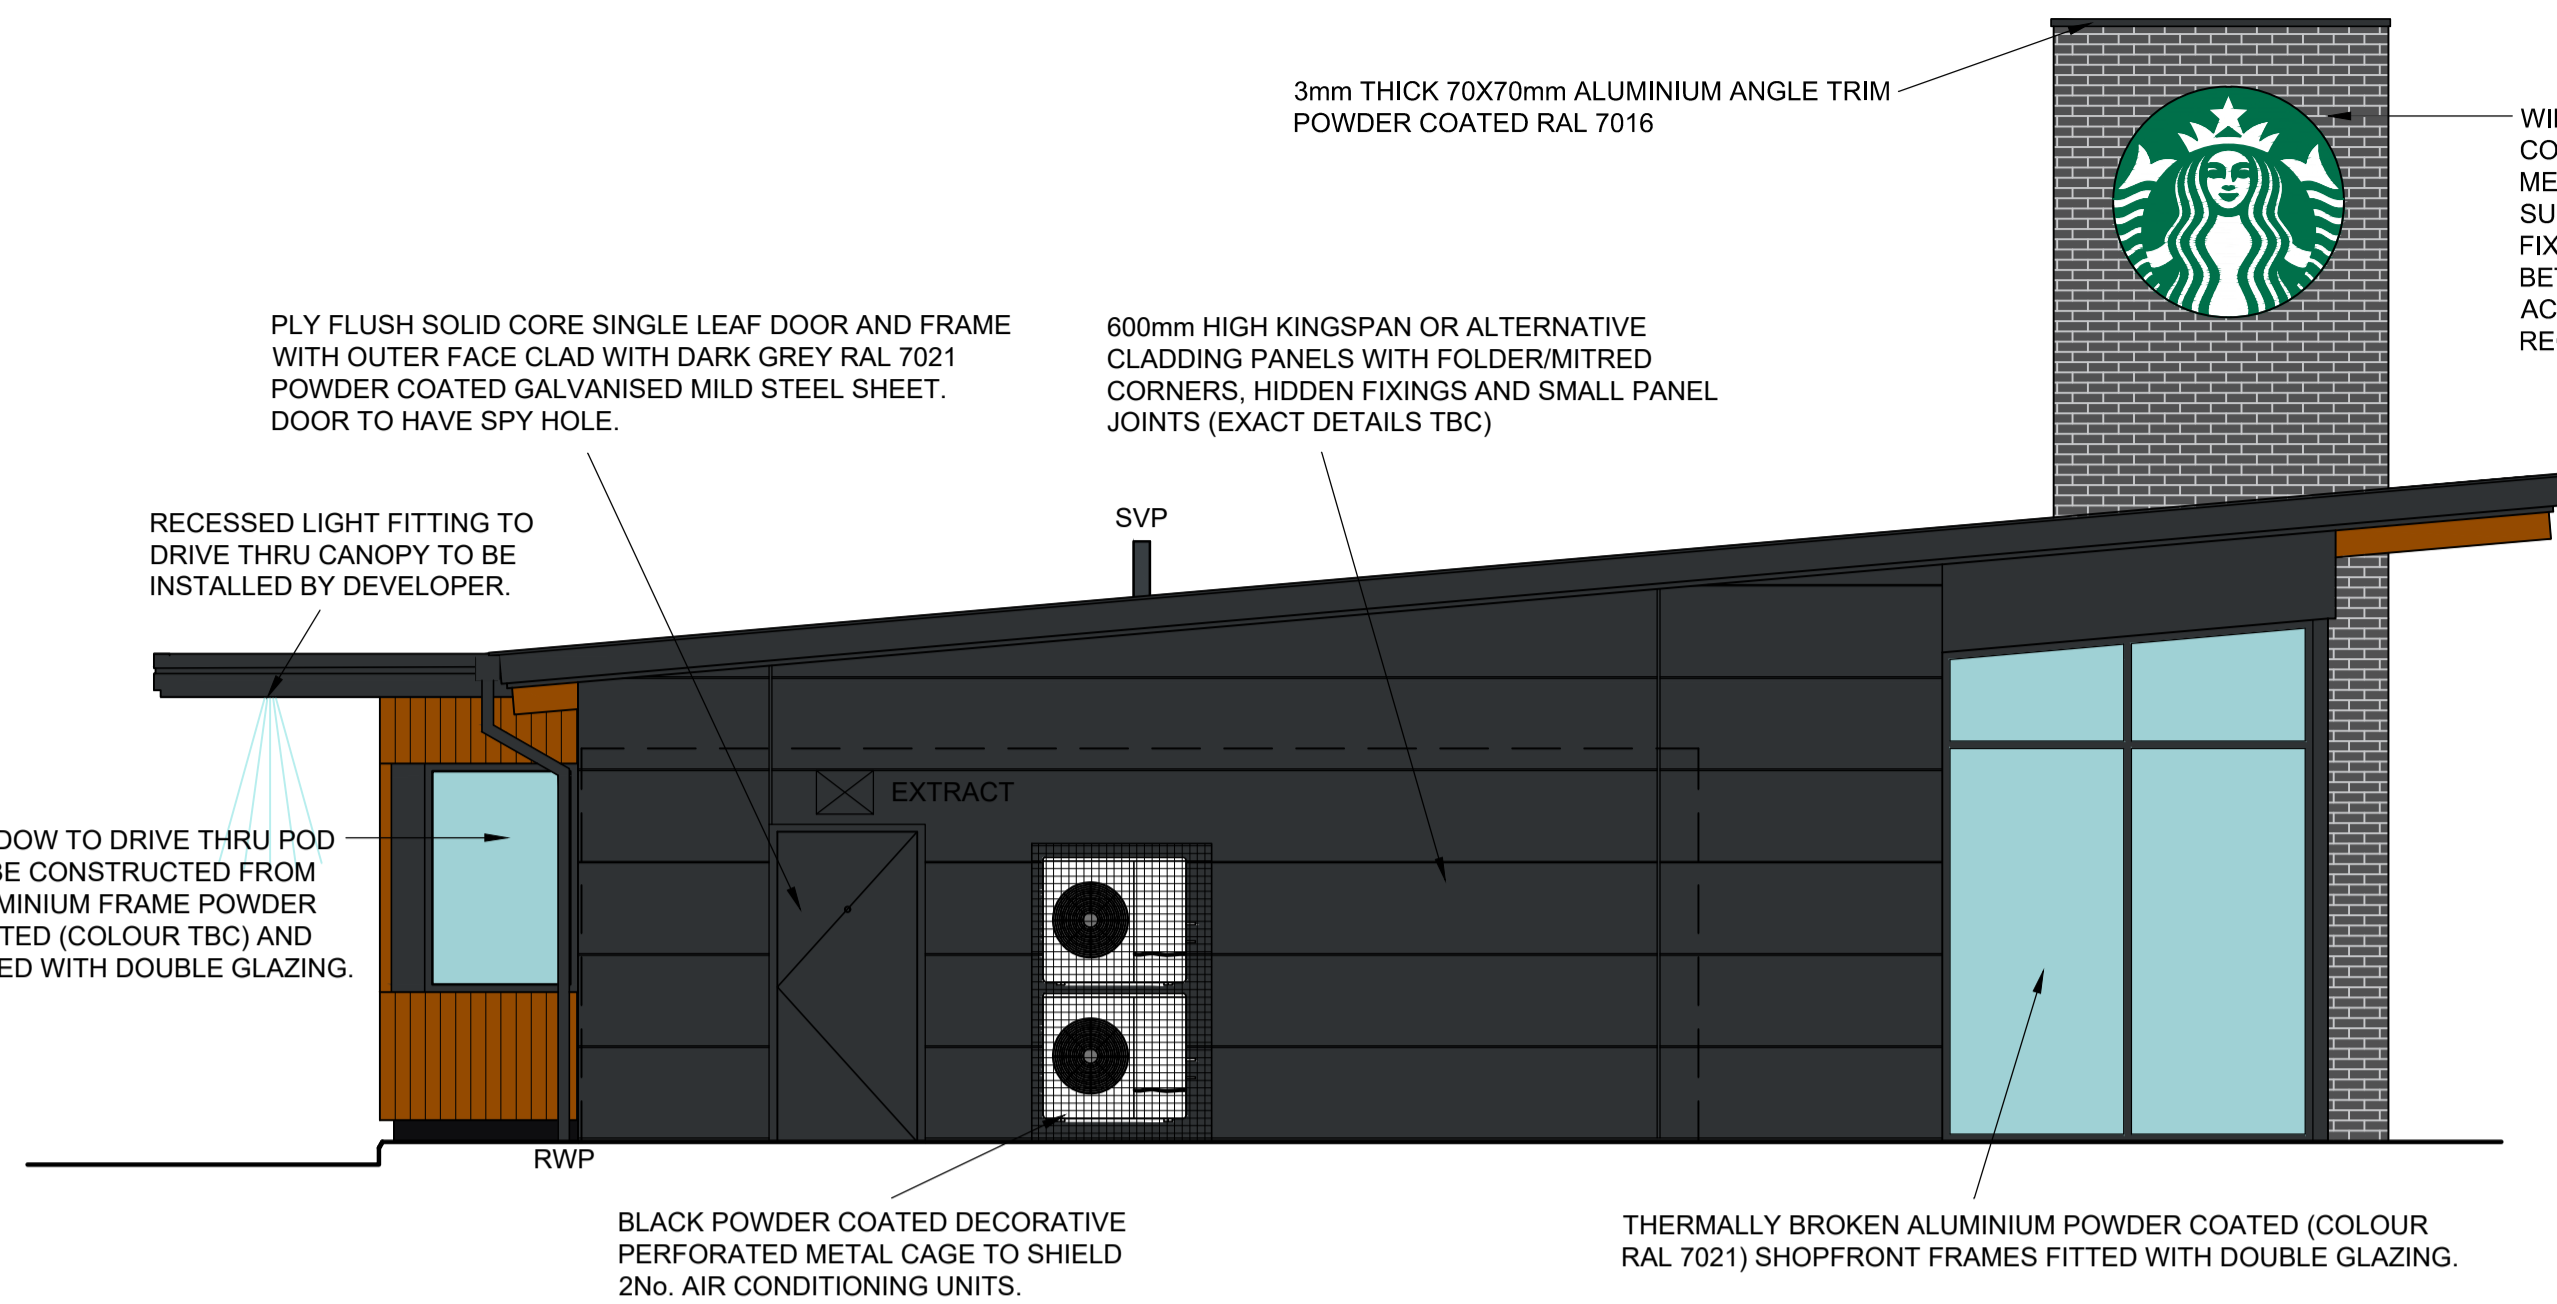 3mm THICK 70X70mm ALUMINIUM ANGLE TRIM
POWDER COATED RAL 7016
PLY FLUSH SOLID CORE SINGLE LEAF DOOR AND FRAME
WITH OUTER FACE CLAD WITH DARK GREY RAL 7021
POWDER COATED GALVANISED MILD STEEL SHEET.
DOOR TO HAVE SPY HOLE.
600mm HIGH KINGSPAN OR ALTERNATIVE
CLADDING PANELS WITH FOLDER/MITRED
CORNERS, HIDDEN FIXINGS AND SMALL PANEL
JOINTS (EXACT DETAILS TBC)
RECESSED LIGHT FITTING TO
DRIVE THRU CANOPY TO BE
INSTALLED BY DEVELOPER.
SVP
EXTRACT
TO DRIVE THRU POD
BE CONSTRUCTED FROM
FRAME POWDER
(COLOUR TBC) AND
WITH DOUBLE GLAZING.
RWP
BLACK POWDER COATED DECORATIVE
PERFORATED METAL CAGE TO SHIELD
2No. AIR CONDITIONING UNITS.
THERMALLY BROKEN ALUMINIUM POWDER COATED (COLOUR
RAL 7021) SHOPFRONT FRAMES FITTED WITH DOUBLE GLAZING.